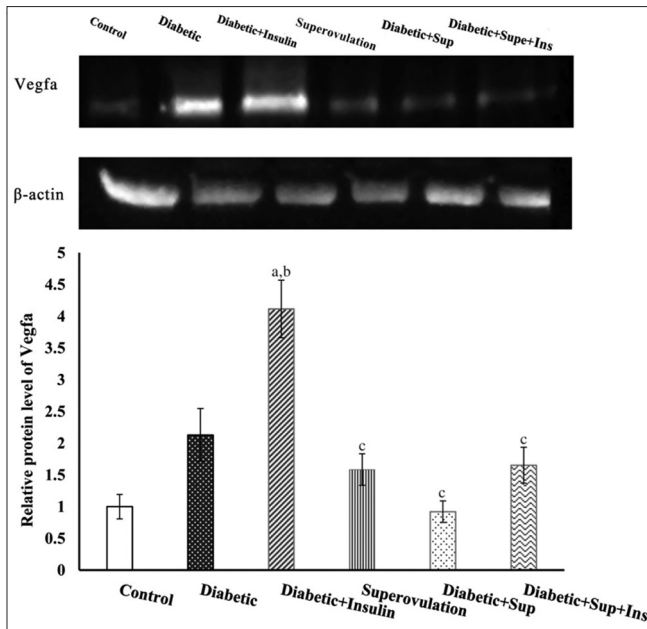 Control Diabetic Diabetic+Insulin Superovulation Diabetic+Sup Diabetic+Supe+Ins
Vegfa
β-actin
Relative protein level of Vegfa
5
4.5
4
3.5
3
2.5
2
1.5
1
0.5
0
a,b
c
c
c
Control Diabetic Diabetic+Insulin Superovulation Diabetic+Sup Diabetic+Sup+Ins